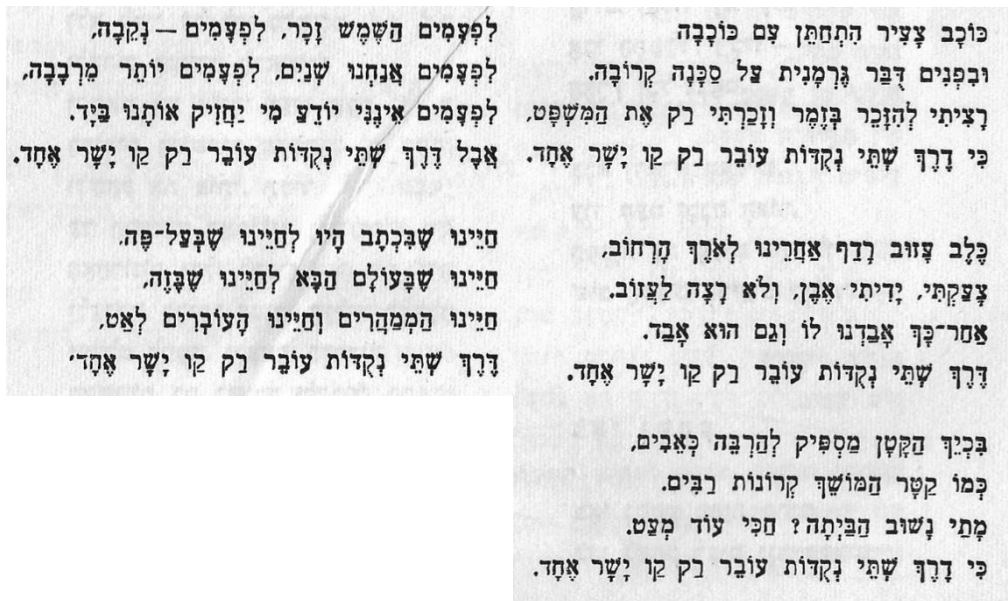 כּוֹכָב צָעִיר הִתְחַתֵּן עִם כּוֹכָבָה
וּבִפְנִים דֻּבַּר גֶּרְמָנִית עַל סַכָּנָה קְרוֹבָה.
רָצִיתִי לְהִזָּכֵר בְּזֶמֶר וְזָכַרְתִּי רַק אֶת הַמִּשְׁפָּט,
כִּי דָרֶךְ שְׁתֵּי נְקֻדּוֹת עוֹבֵר רַק קַו יָשָׁר אֶחָד.
כֶּלֶב עָזוּב רָדַף אַחֲרֵינוּ לְאֹרֶךְ הָרְחוֹב,
צָעַקְתִּי, יָדִיתִי אֶבֶן, וְלֹא רָצָה לַעֲזוֹב.
אַחַר־כָּךְ אָבַדְנוּ לוֹ וְגַם הוּא אָבַד.
דֶּרֶךְ שְׁתֵּי נְקֻדּוֹת עוֹבֵר רַק קַו יָשָׁר אֶחָד.
בִּכְיֵךְ הַקָּטָן מַסְפִּיק לְהַרְבֵּה כְּאֵבִים,
כְּמוֹ קַטָּר הַמּוֹשֵׁךְ קְרוֹנוֹת רַבִּים.
מָתַי נָשׁוּב הַבַּיְתָה? חַכִּי עוֹד מְעַט.
כִּי דָרֶךְ שְׁתֵּי נְקֻדּוֹת עוֹבֵר רַק קַו יָשָׁר אֶחָד.
לִפְעָמִים הַשֶּׁמֶשׁ זָכָר, לִפְעָמִים – נְקֵבָה,
לִפְעָמִים אֲנַחְנוּ שְׁנַיִם, לִפְעָמִים יוֹתֵר מֵרְבָבָה,
לִפְעָמִים אֵינֶנִּי יוֹדֵעַ מִי יַחֲזִיק אוֹתָנוּ בַּיָּד.
אֲבָל דֶּרֶךְ שְׁתֵּי נְקֻדּוֹת עוֹבֵר רַק קַו יָשָׁר אֶחָד.
חַיֵּינוּ שֶׁבִּכְתָב הָיוּ לְחַיֵּינוּ שֶׁבְּעַל־פֶּה,
חַיֵּינוּ שֶׁבָּעוֹלָם הַבָּא לְחַיֵּינוּ שֶׁבָּזֶה,
חַיֵּינוּ הַמְמַהֲרִים וְחַיֵּינוּ הָעוֹבְרִים לְאַט,
דֶּרֶךְ שְׁתֵּי נְקֻדּוֹת עוֹבֵר רַק קַו יָשָׁר אֶחָד.